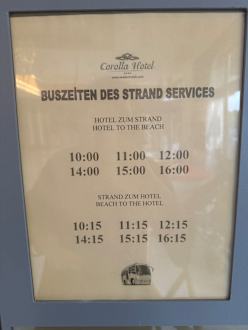 Corolla Hotel
BUSZEITEN DES STRAND SERVICES
HOTEL ZUM STRAND
HOTEL TO THE BEACH
10:00 11:00 12:00
14:00 15:00 16:00
STRAND ZUM HOTEL
BEACH TO THE HOTEL
10:15 11:15 12:15
14:15 15:15 16:15